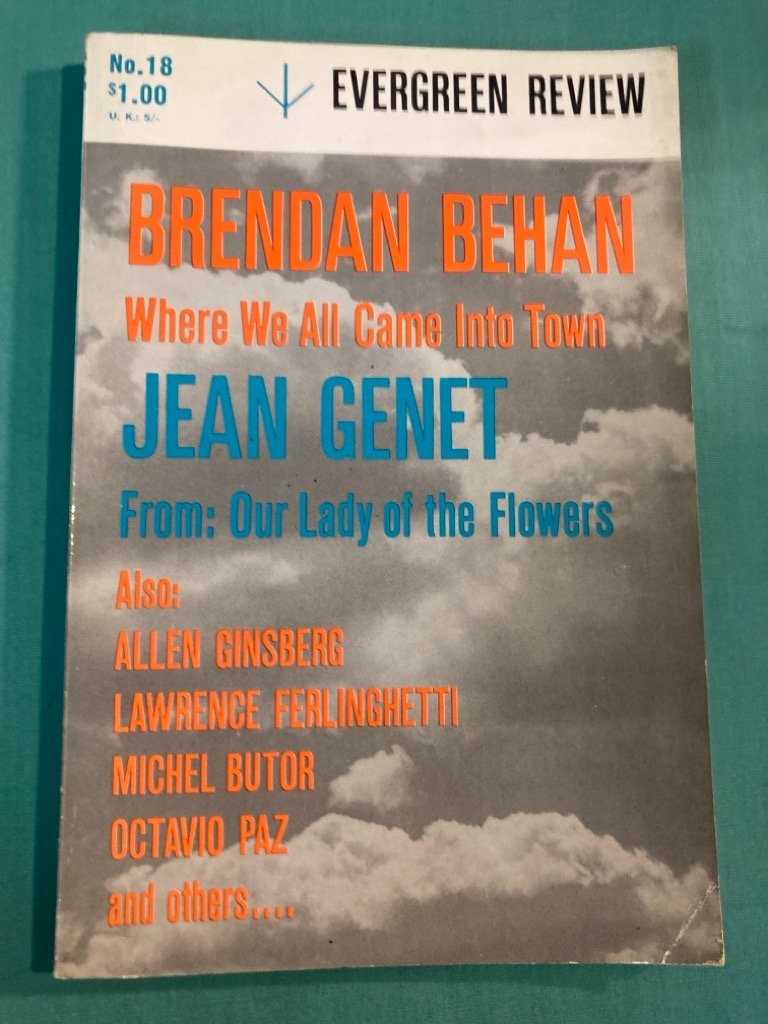 No.18
$1.00
U. K.: 5/-
EVERGREEN REVIEW
BRENDAN BEHAN
Where We All Came Into Town
JEAN GENET
From: Our Lady of the Flowers
Also:
ALLEN GINSBERG
LAWRENCE FERLINGHETTI
MICHEL BUTOR
OCTAVIO PAZ
and others....